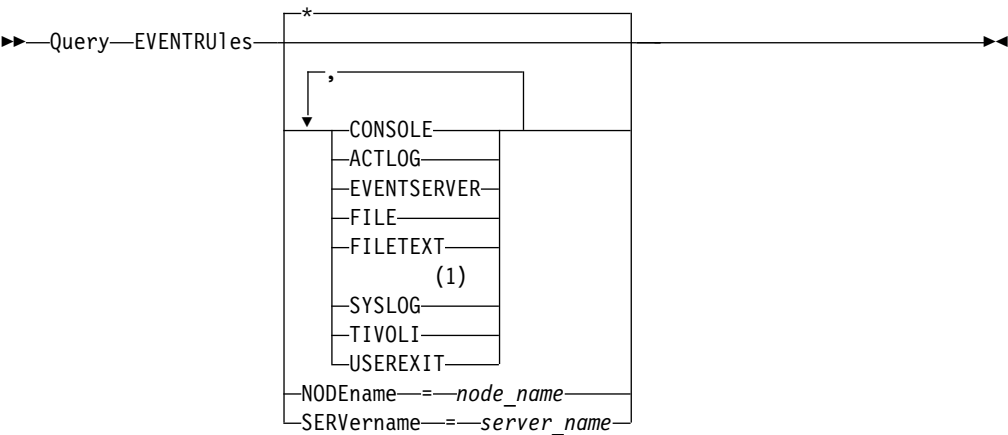 *
Query EVENTRUles
,
CONSOLE
ACTLOG
EVENTSERVER
FILE
FILETEXT
(1)
SYSLOG
TIVOLI
USEREXIT
NODEname = node_name
SERVername = server_name